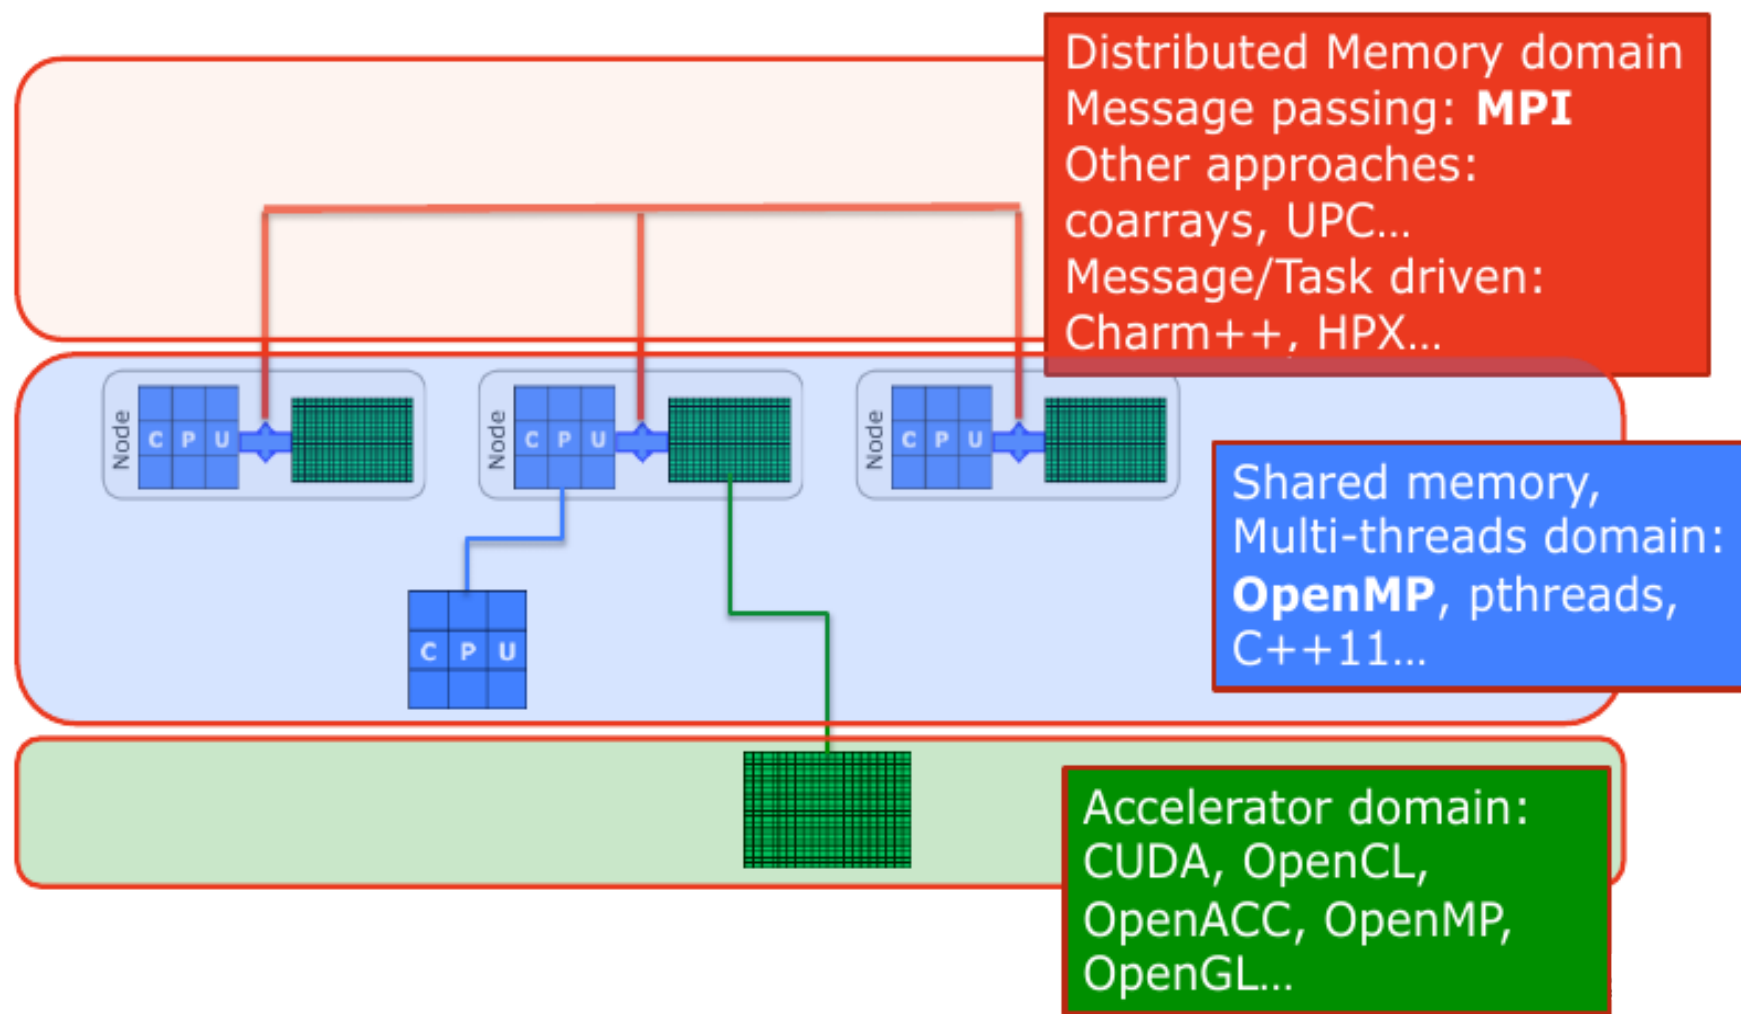 Distributed Memory domain
Message passing: MPI
Other approaches:
coarrays, UPC...
Message/Task driven:
Charm++, HPX...
Node
C P U
Node
C P U
Node
C P U
Shared memory,
Multi-threads domain:
OpenMP, pthreads,
C++11...
C P U
Accelerator domain:
CUDA, OpenCL,
OpenACC, OpenMP,
OpenGL...